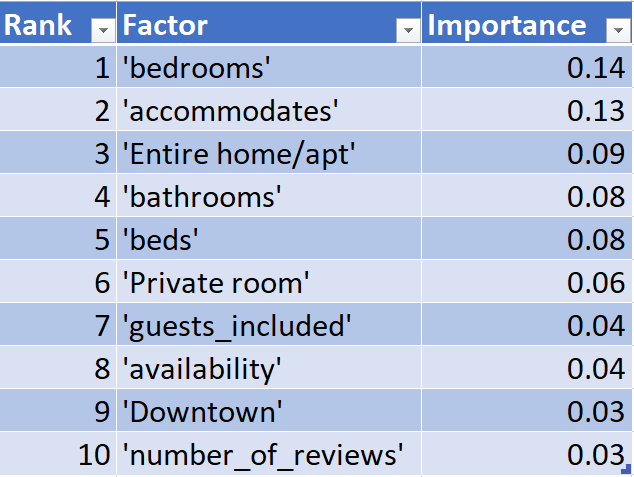 Rank Factor Importance
1 'bedrooms' 0.14
2 'accommodates' 0.13
3 'Entire home/apt' 0.09
4 'bathrooms' 0.08
5 'beds' 0.08
6 'Private room' 0.06
7 'guests_included' 0.04
8 'availability' 0.04
9 'Downtown' 0.03
10 'number_of_reviews' 0.03